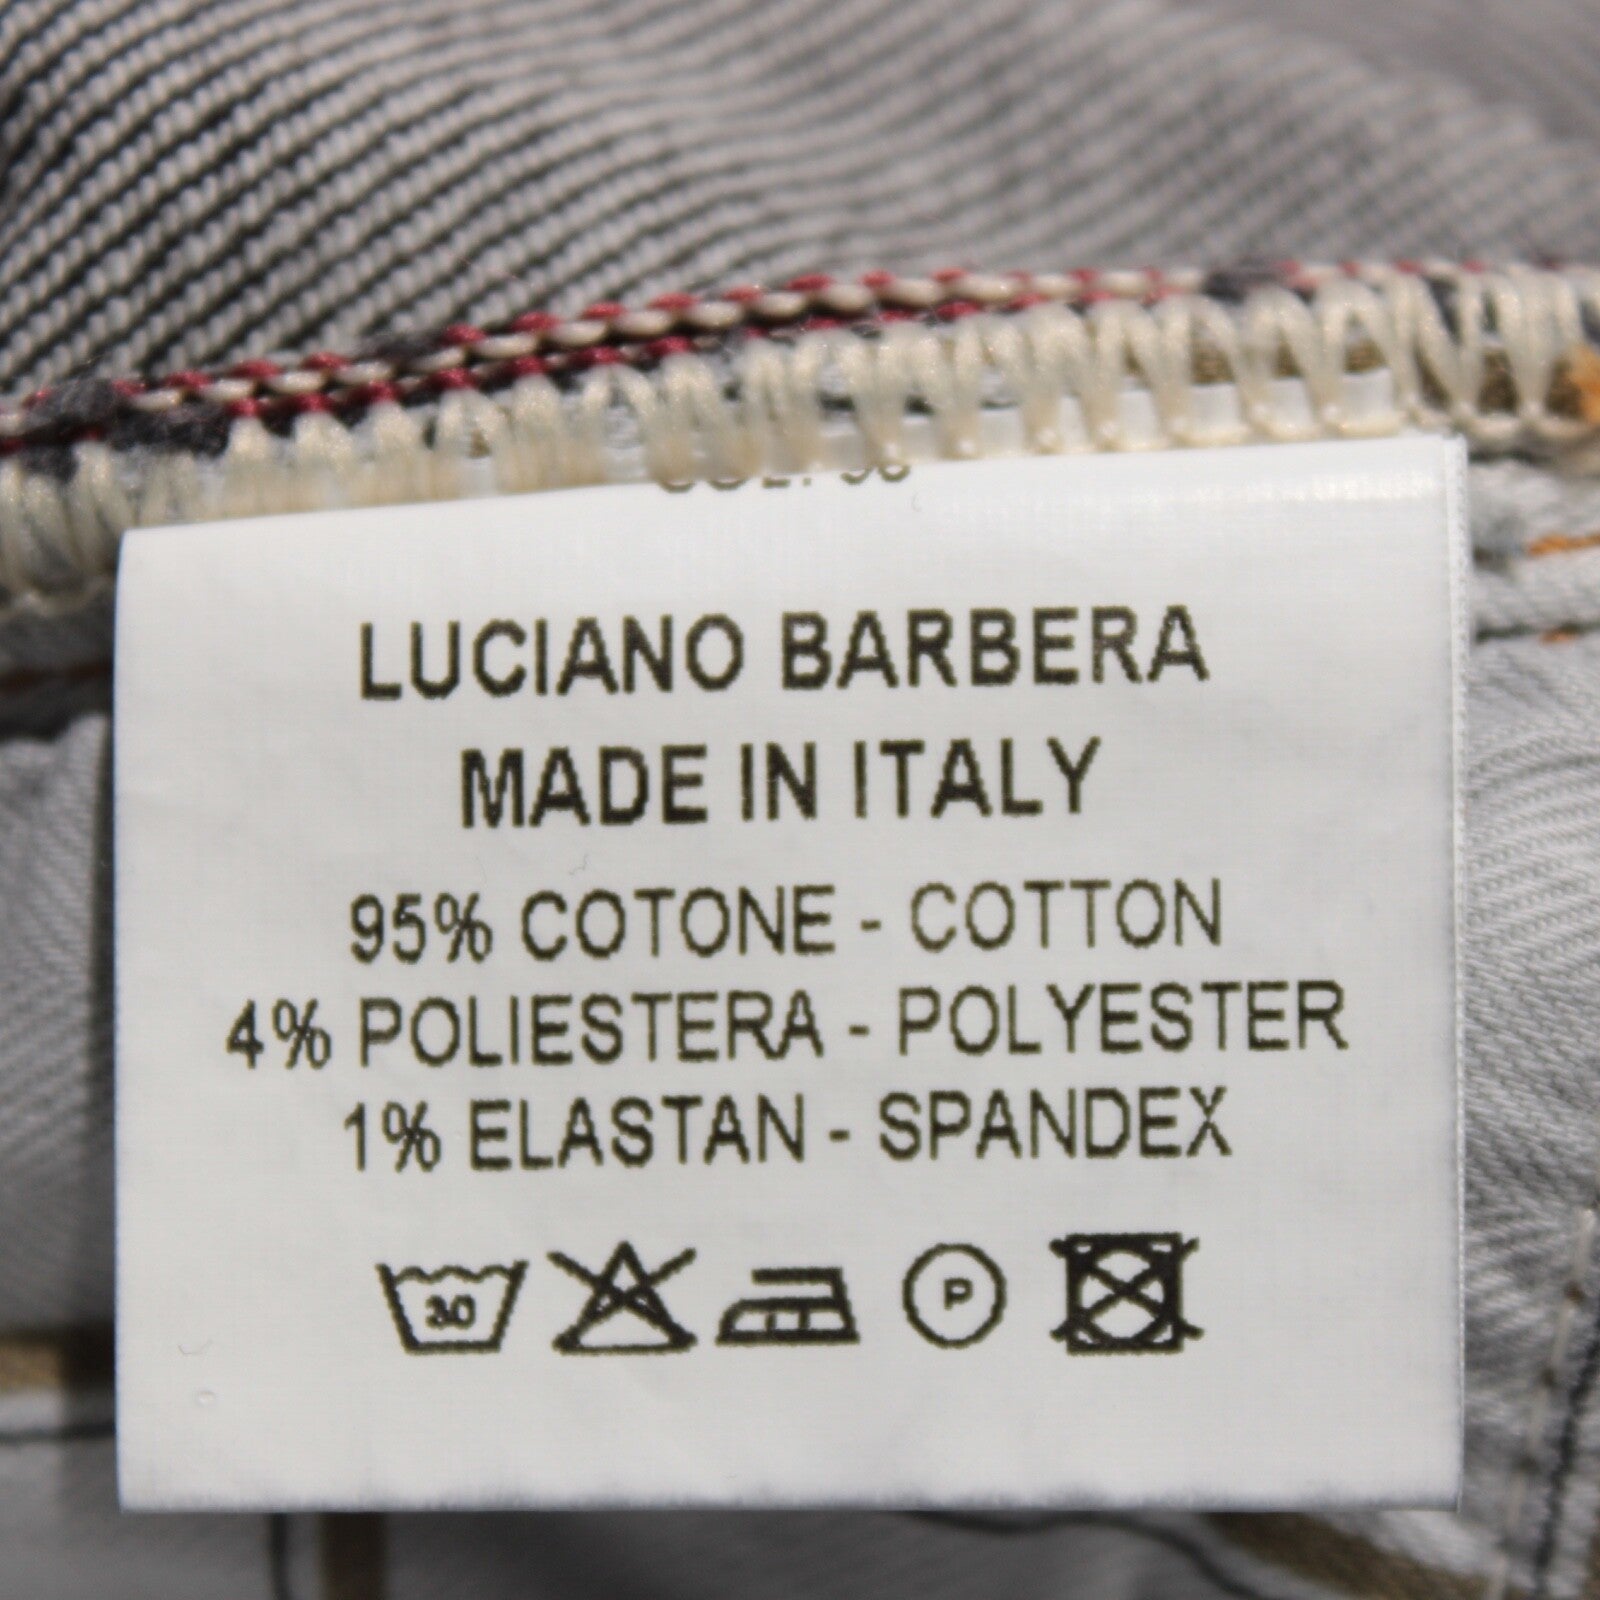 LUCIANO BARBERA
MADE IN ITALY
95% COTONE - COTTON
4% POLIESTERA - POLYESTER
1% ELASTAN - SPANDEX
30 P